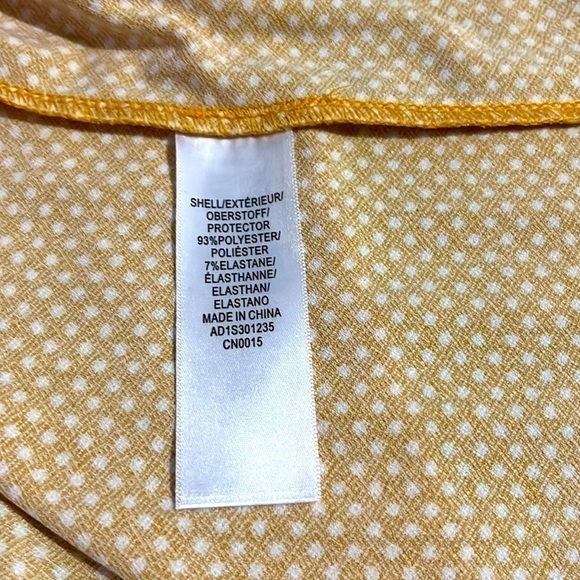 SHELL/EXTÉRIEUR/
OBERSTOFF/
PROTECTOR
93%POLYESTER/
POLIÉSTER
7%ELASTANE/
ÉLASTHANNE/
ELASTHAN/
ELASTANO
MADE IN CHINA
AD1S301235
CN0015